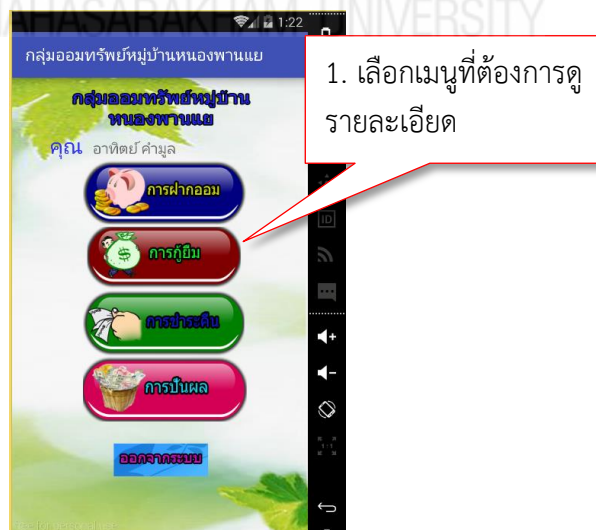 MAHASARAKHAM UNIVERSITY
1:22
กลุ่มออมทรัพย์หมู่บ้านหนองพานแย
กลุ่มออมทรัพย์หมู่บ้าน
หนองพานแย
คุณ อาทิตย์ คำมูล
การฝากออม
การกู้ยืม
การชำระคืน
การปันผล
ออกจากระบบ
1. เลือกเมนูที่ต้องการดู
รายละเอียด
ID
1:1